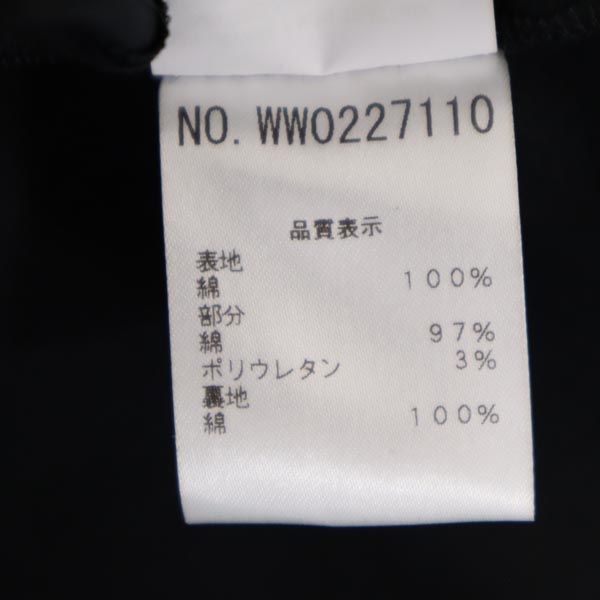 NO. WW0227110
品質表示
表地
綿 100%
部分
綿 97%
ポリウレタン 3%
裏地
綿 100%